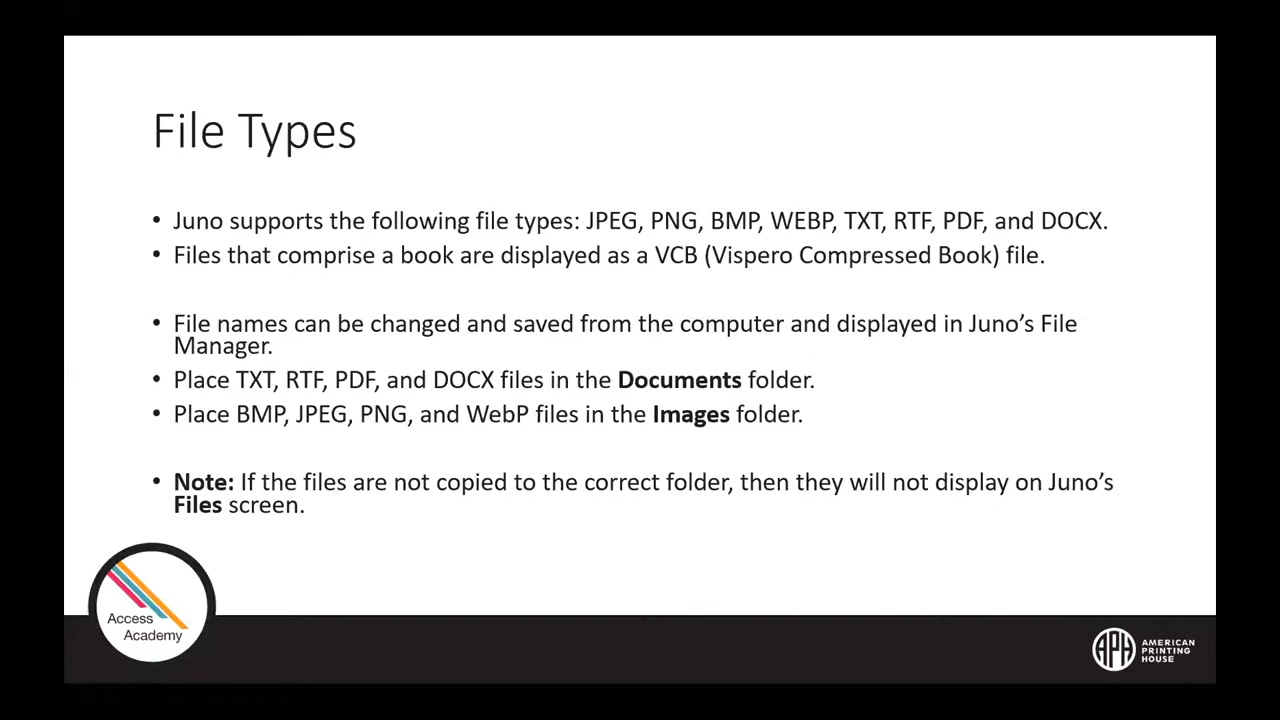 File Types
• Juno supports the following file types: JPEG, PNG, BMP, WEBP, TXT, RTF, PDF, and DOCX.
• Files that comprise a book are displayed as a VCB (Vispero Compressed Book) file.
• File names can be changed and saved from the computer and displayed in Juno’s File
Manager.
• Place TXT, RTF, PDF, and DOCX files in the Documents folder.
• Place BMP, JPEG, PNG, and WebP files in the Images folder.
• Note: If the files are not copied to the correct folder, then they will not display on Juno’s
Files screen.
Access
Academy
APH
AMERICAN
PRINTING
HOUSE